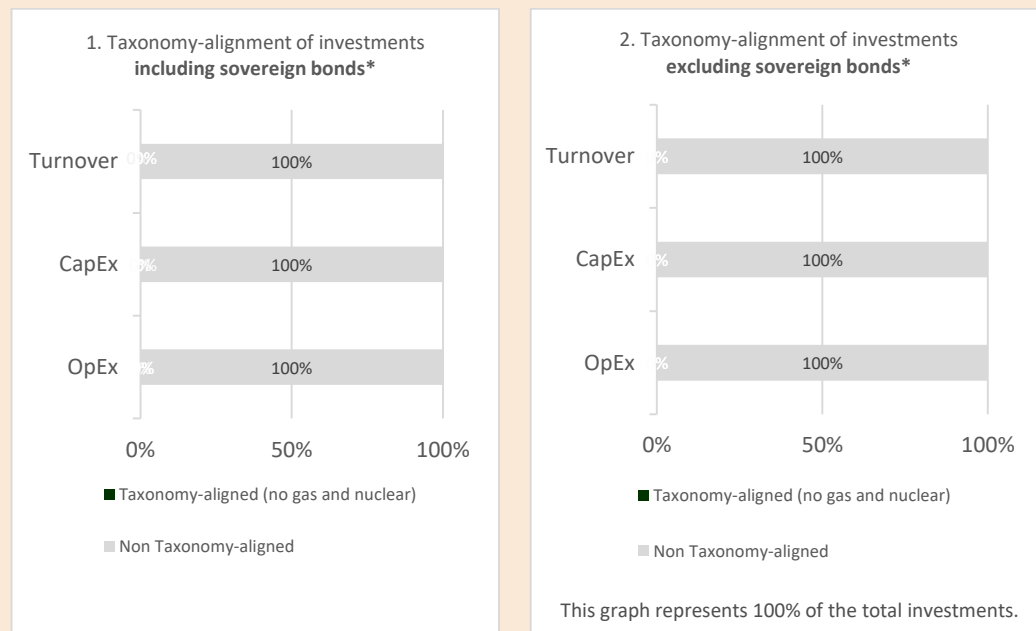 1. Taxonomy-alignment of investments
including sovereign bonds*
Turnover
100%
CapEx
100%
OpEx
100%
0% 50% 100%
Taxonomy-aligned (no gas and nuclear)
Non Taxonomy-aligned
2. Taxonomy-alignment of investments
excluding sovereign bonds*
Turnover
% 100%
CapEx
% 100%
OpEx
% 100%
0% 50% 100%
Taxonomy-aligned (no gas and nuclear)
Non Taxonomy-aligned
This graph represents 100% of the total investments.